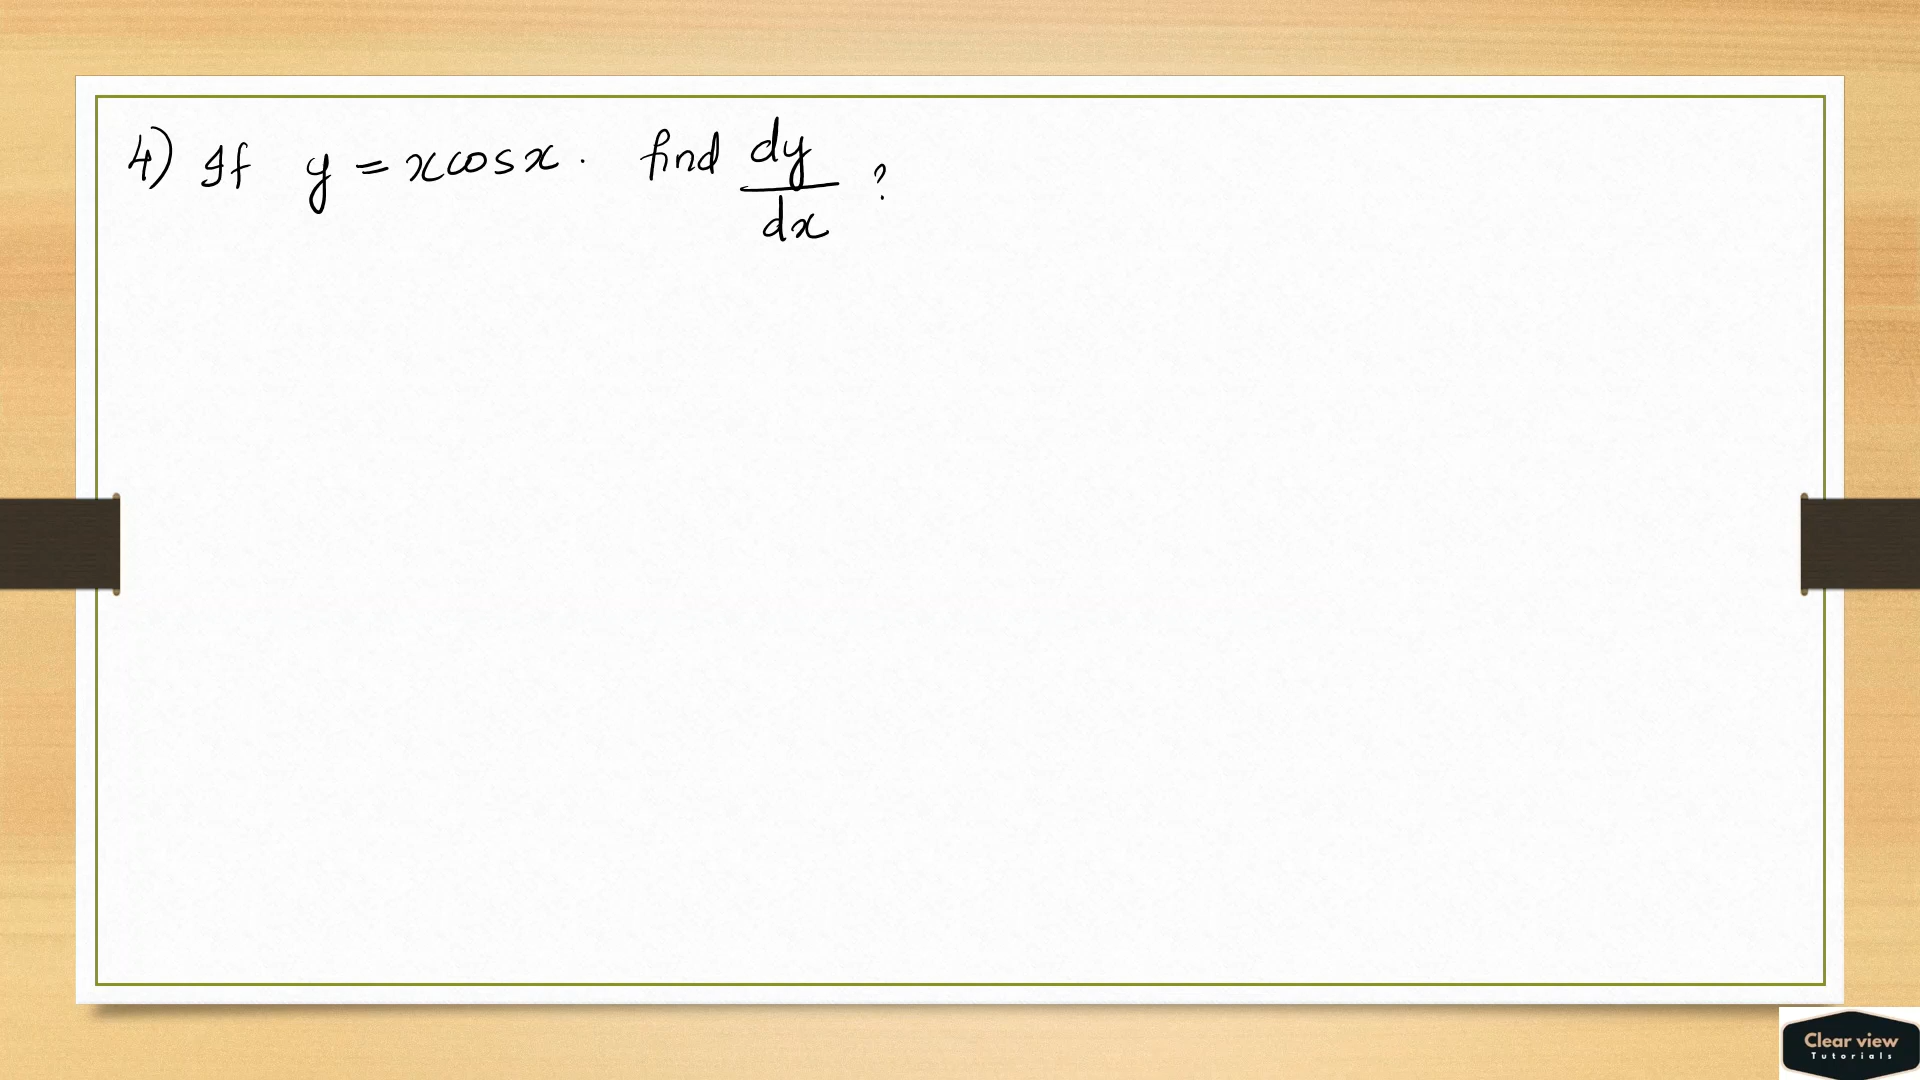 4) If y = x cos x . find dy/dx ?
Clear view
Tutorials